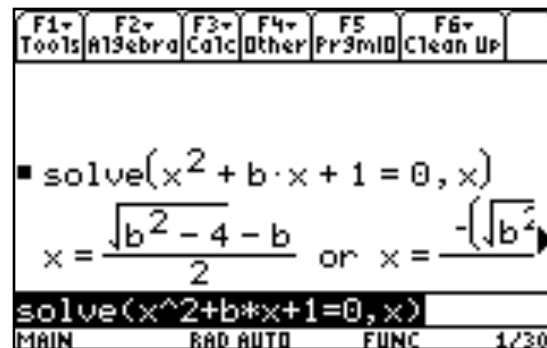 F1▾ F2▾ F3▾ F4▾ F5 F6▾
Tools Algebra Calc Other PrgmIO Clean Up
■ solve(x² + b·x + 1 = 0, x)
x = (√(b² − 4) − b)/2 or x = -(√b²
solve(x^2+b*x+1=0,x)
MAIN RAD AUTO FUNC 1/30